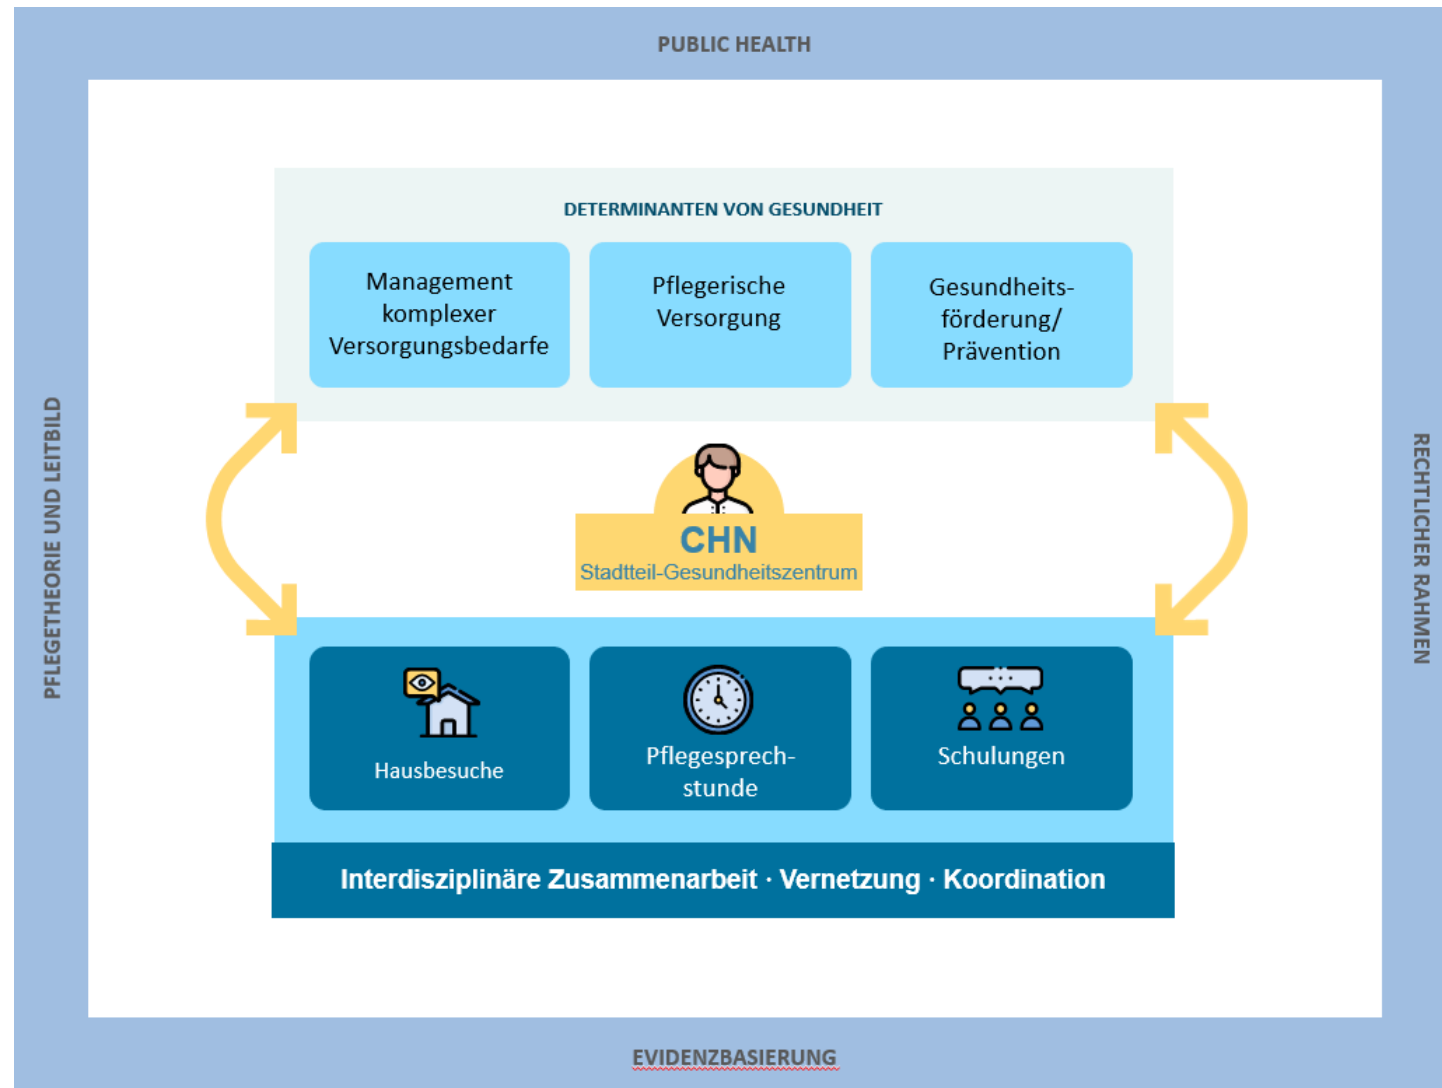 PUBLIC HEALTH
DETERMINANTEN VON GESUNDHEIT
Management
komplexer
Versorgungsbedarfe
Pflegerische
Versorgung
Gesundheits-
förderung/
Prävention
PFLEGETHEORIE UND LEITBILD
RECHTLICHER RAHMEN
CHN
Stadtteil-Gesundheitszentrum
Hausbesuche
Pflegesprech-
stunde
Schulungen
Interdisziplinäre Zusammenarbeit · Vernetzung · Koordination
EVIDENZBASIERUNG